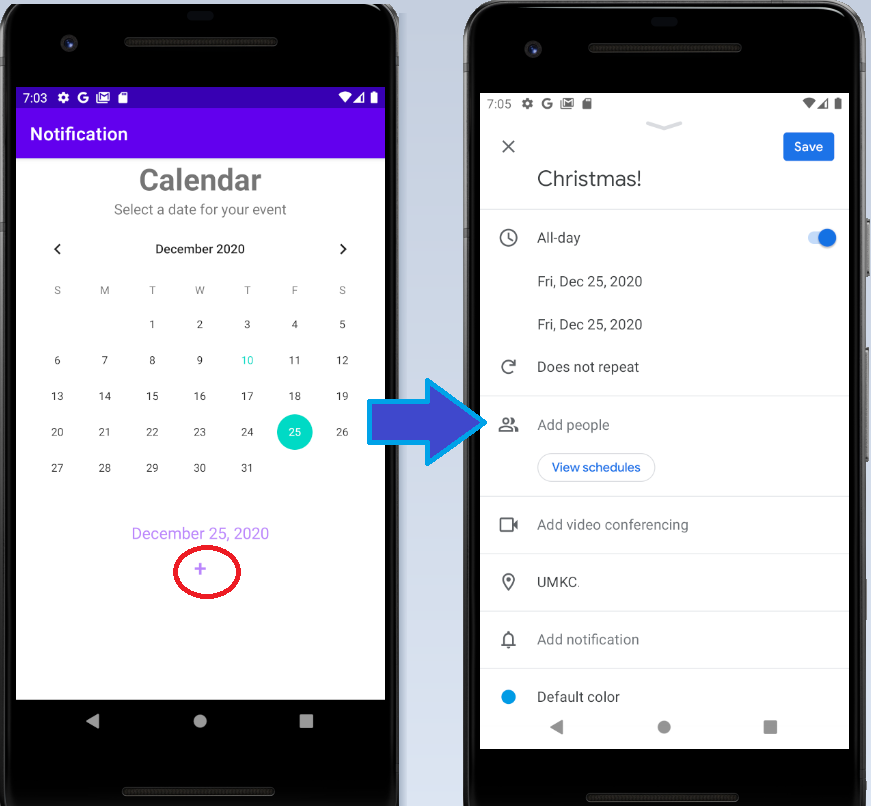 7:03
Notification
Calendar
Select a date for your event
December 2020
S M T W T F S
1 2 3 4 5
6 7 8 9 10 11 12
13 14 15 16 17 18 19
20 21 22 23 24 25 26
27 28 29 30 31
December 25, 2020
+
7:05
Save
Christmas!
All-day
Fri, Dec 25, 2020
Fri, Dec 25, 2020
Does not repeat
Add people
View schedules
Add video conferencing
UMKC.
Add notification
Default color